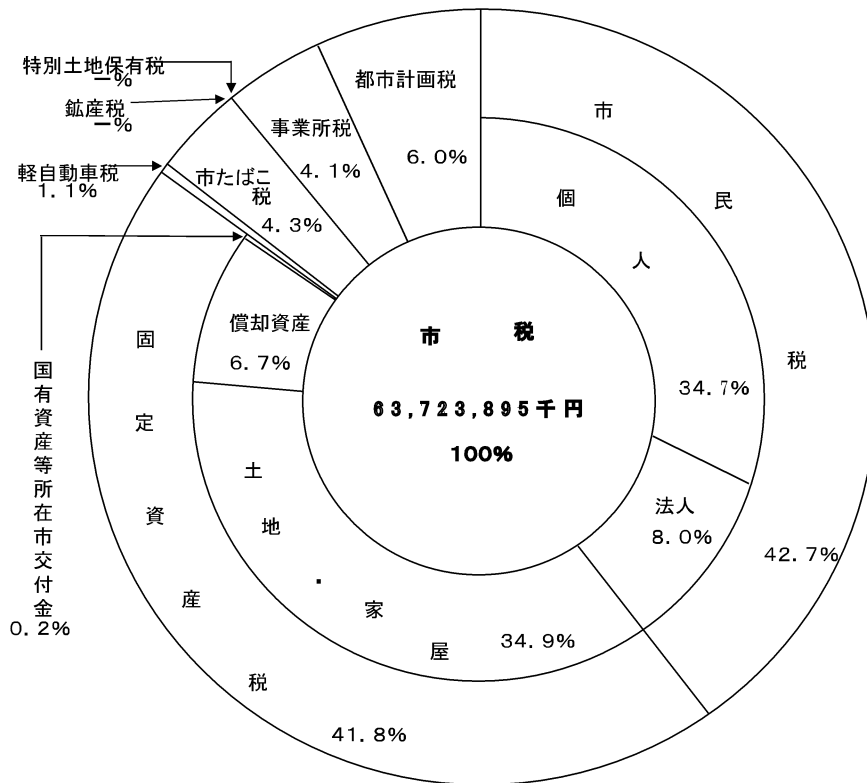 市税
63,723,895千円
100%
市民税
42.7%
個人
34.7%
法人
8.0%
固定資産税
41.8%
土地・家屋
34.9%
償却資産
6.7%
国有資産等所在市交付金
0.2%
軽自動車税
1.1%
市たばこ
税
4.3%
鉱産税
-%
特別土地保有税
-%
事業所税
4.1%
都市計画税
6.0%